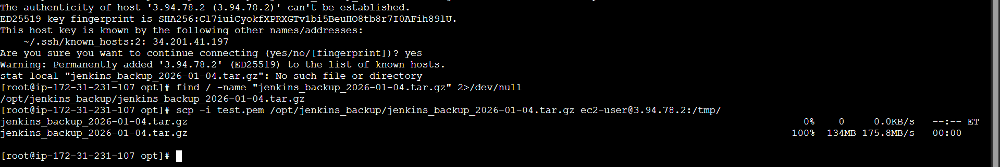 The authenticity of host '3.94.78.2 (3.94.78.2)' can't be established.
ED25519 key fingerprint is SHA256:Cl7iuiCyokfXPRXGTv1bi5BeuHO8tb8r7I0AFih89lU.
This host key is known by the following other names/addresses:
    ~/.ssh/known_hosts:2: 34.201.41.197
Are you sure you want to continue connecting (yes/no/[fingerprint])? yes
Warning: Permanently added '3.94.78.2' (ED25519) to the list of known hosts.
stat local "jenkins_backup_2026-01-04.tar.gz": No such file or directory
[root@ip-172-31-231-107 opt]# find / -name "jenkins_backup_2026-01-04.tar.gz" 2>/dev/null
/opt/jenkins_backup/jenkins_backup_2026-01-04.tar.gz
[root@ip-172-31-231-107 opt]# scp -i test.pem /opt/jenkins_backup/jenkins_backup_2026-01-04.tar.gz ec2-user@3.94.78.2:/tmp/
jenkins_backup_2026-01-04.tar.gz 0% 0 0.0KB/s --:-- ET
jenkins_backup_2026-01-04.tar.gz 100% 134MB 175.8MB/s 00:00
[root@ip-172-31-231-107 opt]#